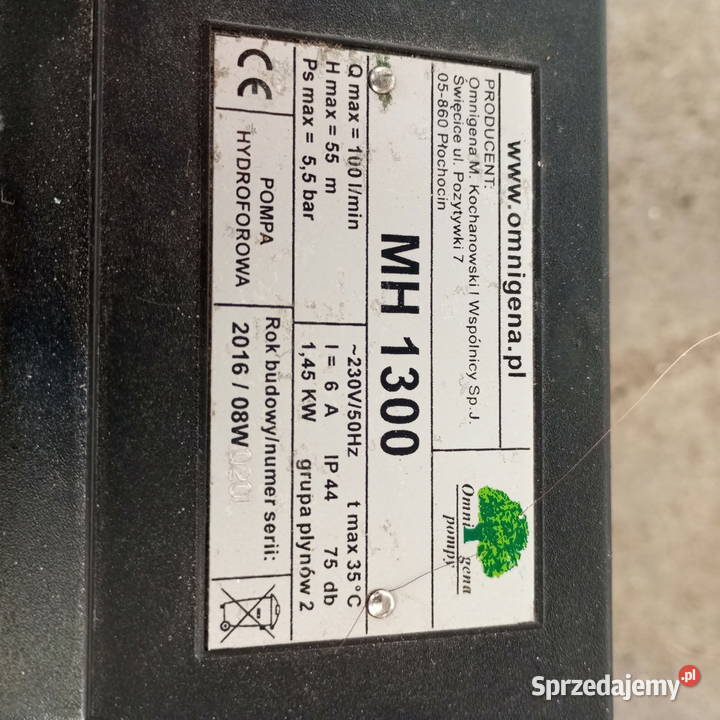 www.omnigena.pl
PRODUCENT:
Omnigena M. Kochanowski i Wspólnicy Sp.J.
Święcice ul. Pozytywki 7
05-860 Płochocin
Omnigena
pompy
MH 1300
Q max = 100 l/min
H max = 55 m
Ps max = 5,5 bar
~230V/50Hz t max 35°C
I = 6 A IP 44 75 db
1,45 KW grupa płynów 2
CE
POMPA
HYDROFOROWA
Rok budowy/numer serii:
2016 / 08W
Sprzedajemy.pl